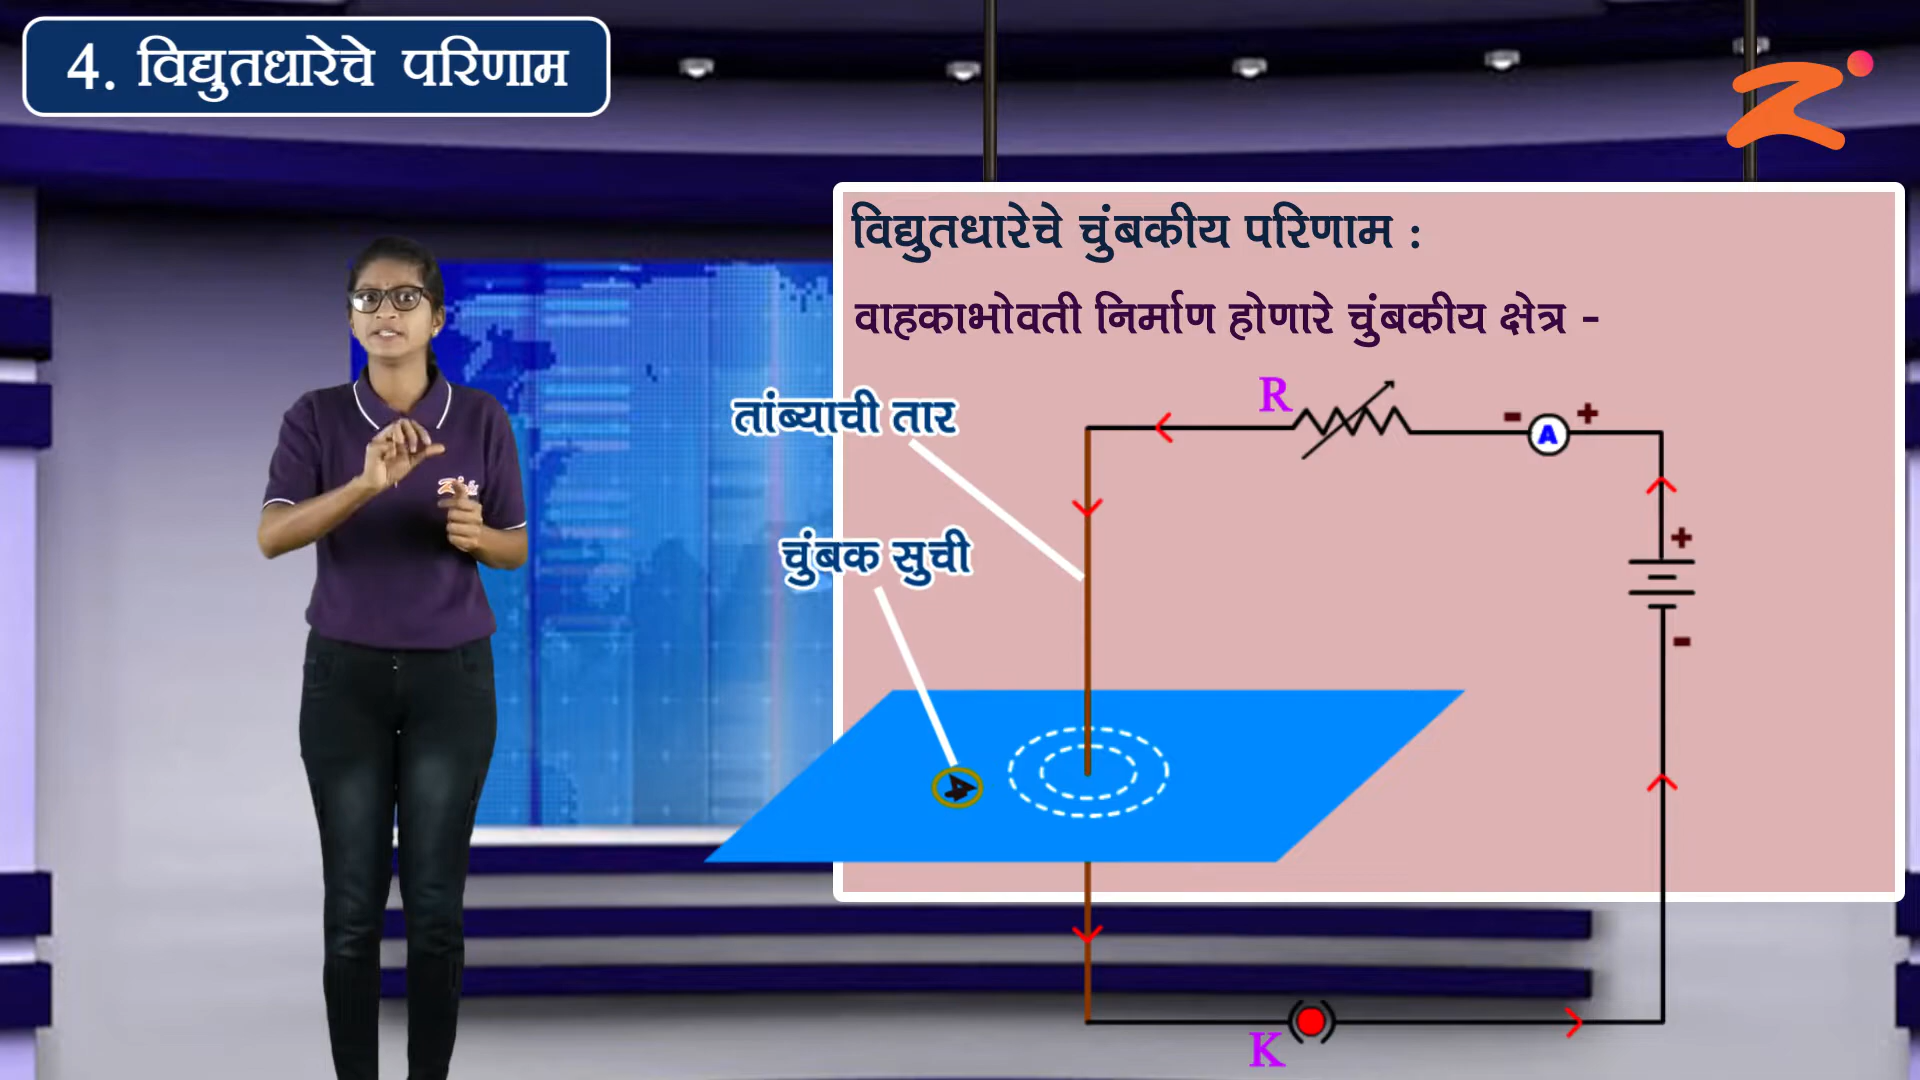 4. विद्युतधारेचे परिणाम
विद्युतधारेचे चुंबकीय परिणाम :
वाहकाभोवती निर्माण होणारे चुंबकीय क्षेत्र -
तांब्याची तार
R
- +
A
चुंबक सुची
+
-
K